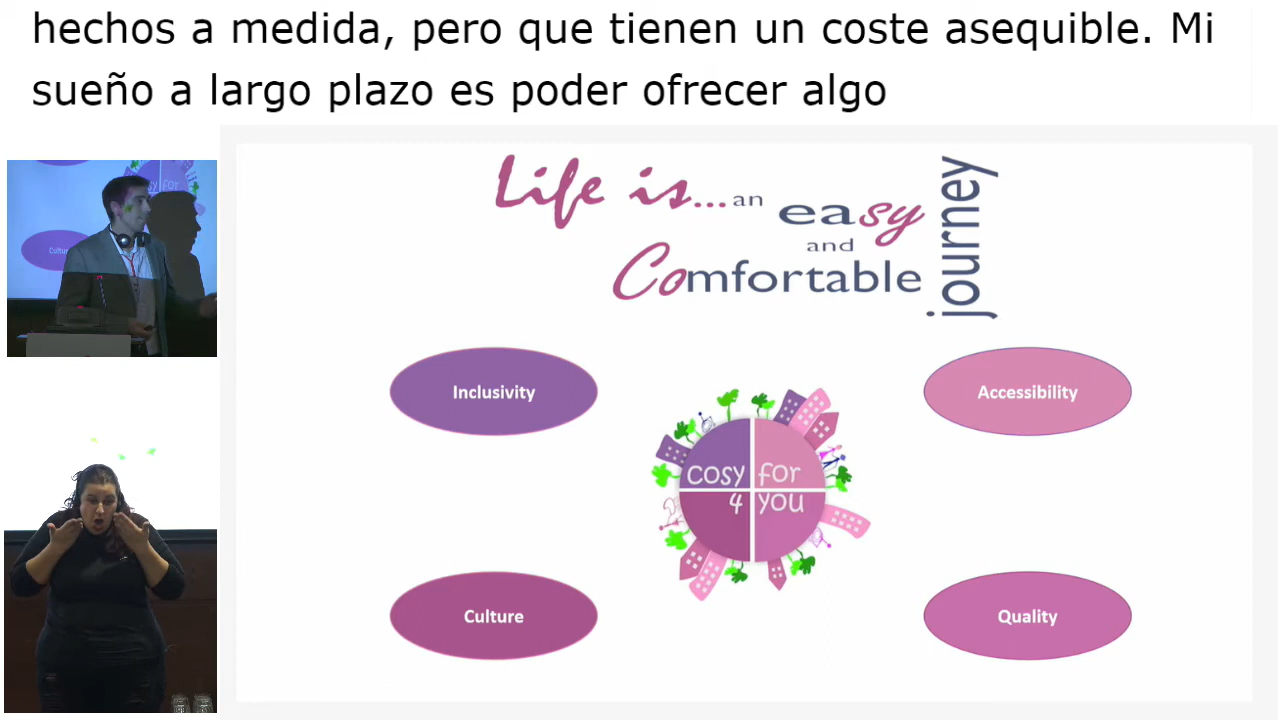 hechos a medida, pero que tienen un coste asequible. Mi
sueño a largo plazo es poder ofrecer algo
Life is... an easy
and
Comfortable
journey
Inclusivity
Accessibility
cosy for
4 you
Culture
Quality